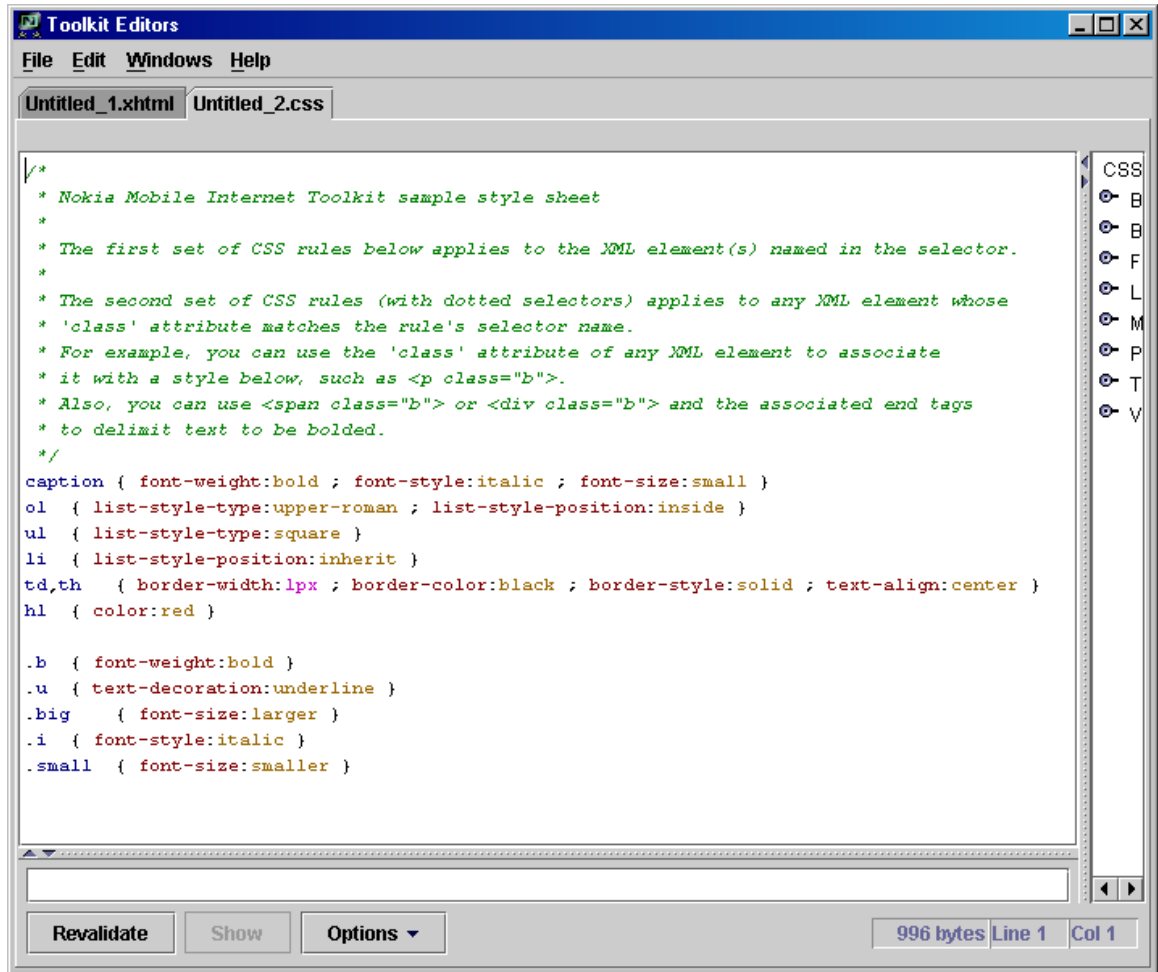 Toolkit Editors
File Edit Windows Help
Untitled_1.xhtml Untitled_2.css
/*
* Nokia Mobile Internet Toolkit sample style sheet
*
* The first set of CSS rules below applies to the XML element(s) named in the selector.
*
* The second set of CSS rules (with dotted selectors) applies to any XML element whose
* 'class' attribute matches the rule's selector name.
* For example, you can use the 'class' attribute of any XML element to associate
* it with a style below, such as <p class="b">.
* Also, you can use <span class="b"> or <div class="b"> and the associated end tags
* to delimit text to be bolded.
*/
caption { font-weight:bold ; font-style:italic ; font-size:small }
ol { list-style-type:upper-roman ; list-style-position:inside }
ul { list-style-type:square }
li { list-style-position:inherit }
td,th { border-width:1px ; border-color:black ; border-style:solid ; text-align:center }
h1 { color:red }
.b { font-weight:bold }
.u { text-decoration:underline }
.big { font-size:larger }
.i { font-style:italic }
.small { font-size:smaller }
CSS
B
B
F
L
M
P
T
V
Revalidate Show Options 996 bytes Line 1 Col 1